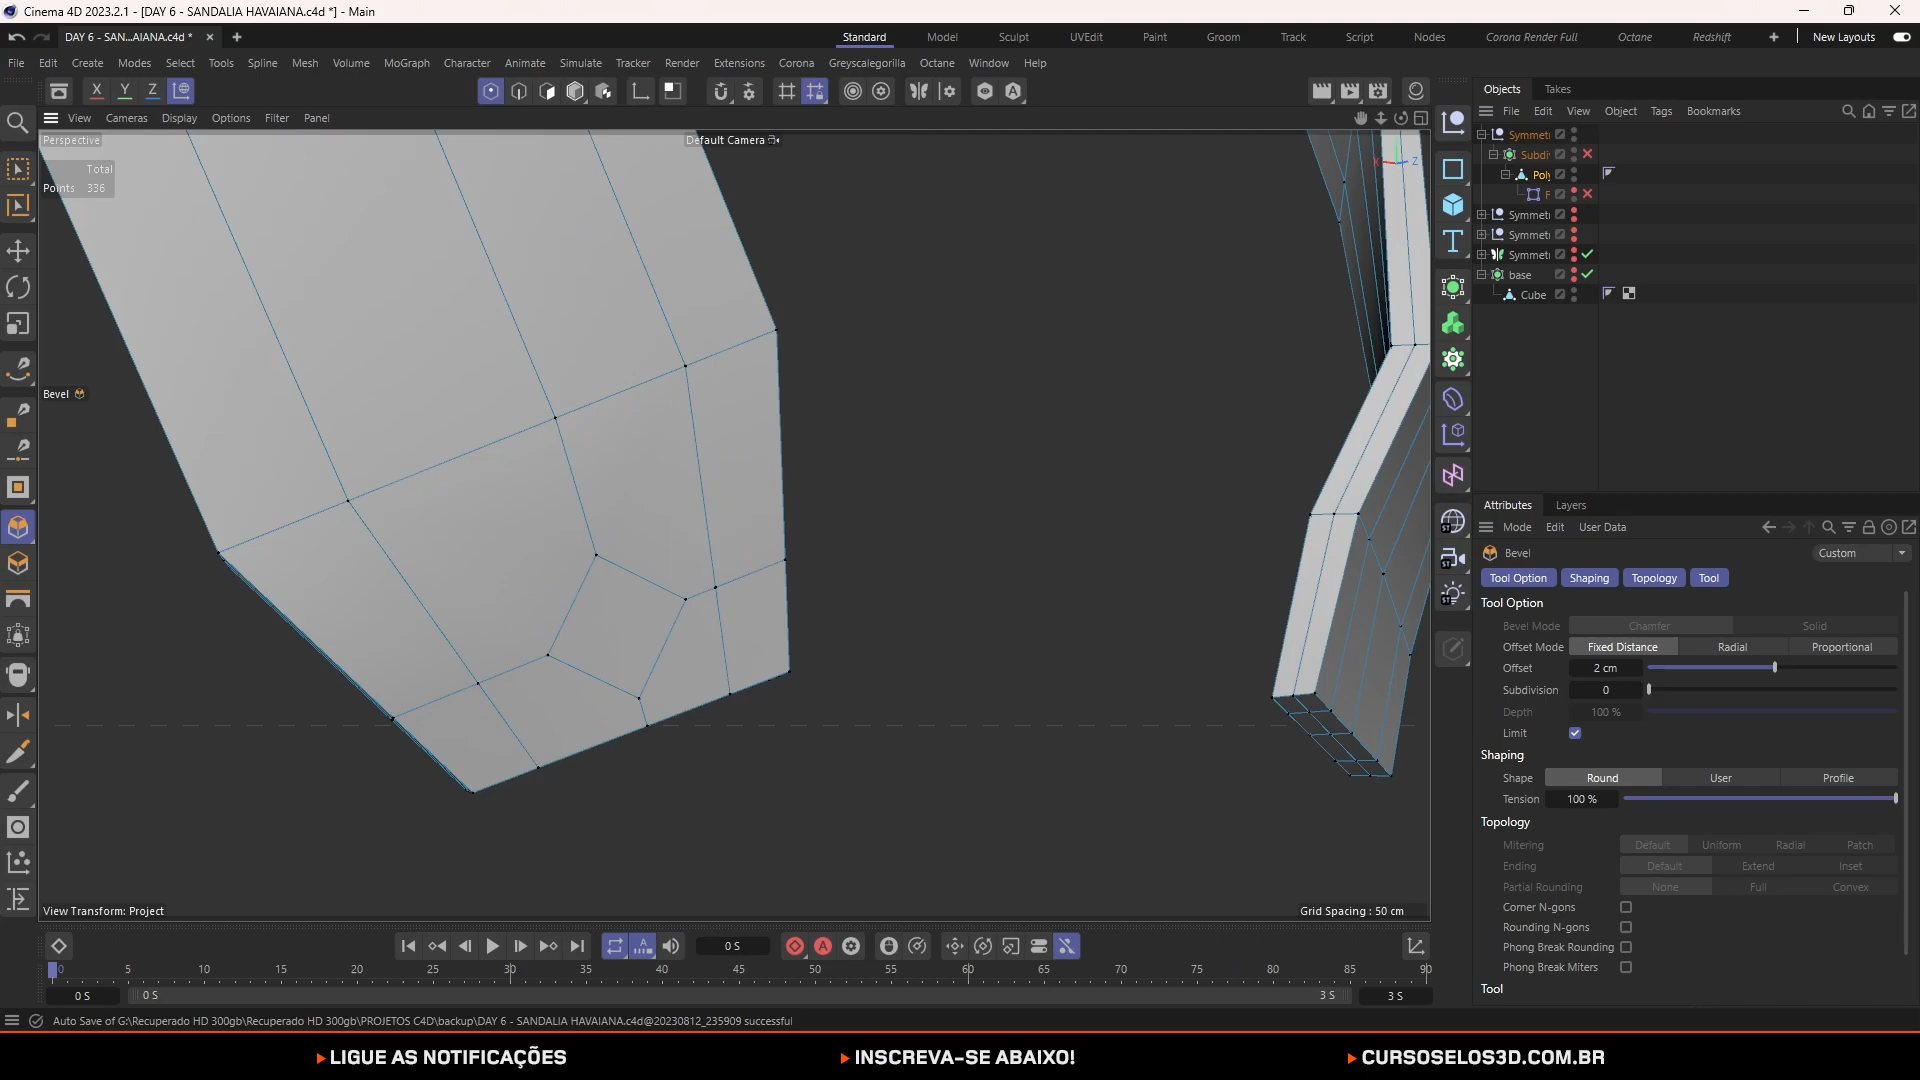 Cinema 4D 2023.2.1 - [DAY 6 - SANDALIA HAVAIANA.c4d *] - Main
DAY 6 - SAN...AIANA.c4d *
Standard Model Sculpt UVEdit Paint Groom Track Script Nodes Corona Render Full Octane Redshift New Layouts
File Edit Create Modes Select Tools Spline Mesh Volume MoGraph Character Animate Simulate Tracker Render Extensions Corona Greyscalegorilla Octane Window Help
X Y Z
Objects Takes
View Cameras Display Options Filter Panel
File Edit View Object Tags Bookmarks
Perspective
Default Camera
Total
Points 336
X Z
Symmetr
Subdi
Poly
F
Symmetr
Symmetr
Symmetr
base
Cube
Bevel
Attributes Layers
Mode Edit User Data
Bevel
Custom
Tool Option Shaping Topology Tool
Tool Option
Bevel Mode Chamfer Solid
Offset Mode Fixed Distance Radial Proportional
Offset 2 cm
Subdivision 0
Depth 100 %
Limit
Shaping
Shape Round User Profile
Tension 100 %
Topology
Mitering Default Uniform Radial Patch
Ending Default Extend Inset
Partial Rounding None Full Convex
Corner N-gons
Rounding N-gons
Phong Break Rounding
Phong Break Miters
Tool
View Transform: Project
Grid Spacing : 50 cm
0 S
0 5 10 15 20 25 30 35 40 45 50 55 60 65 70 75 80 85 90
0 S 0 S 3 S 3 S
Auto Save of G:\Recuperado HD 300gb\Recuperado HD 300gb\PROJETOS C4D\backup\DAY 6 - SANDALIA HAVAIANA.c4d@20230812_235909 successful
LIGUE AS NOTIFICAÇÕES
INSCREVA-SE ABAIXO!
CURSOSELOS3D.COM.BR